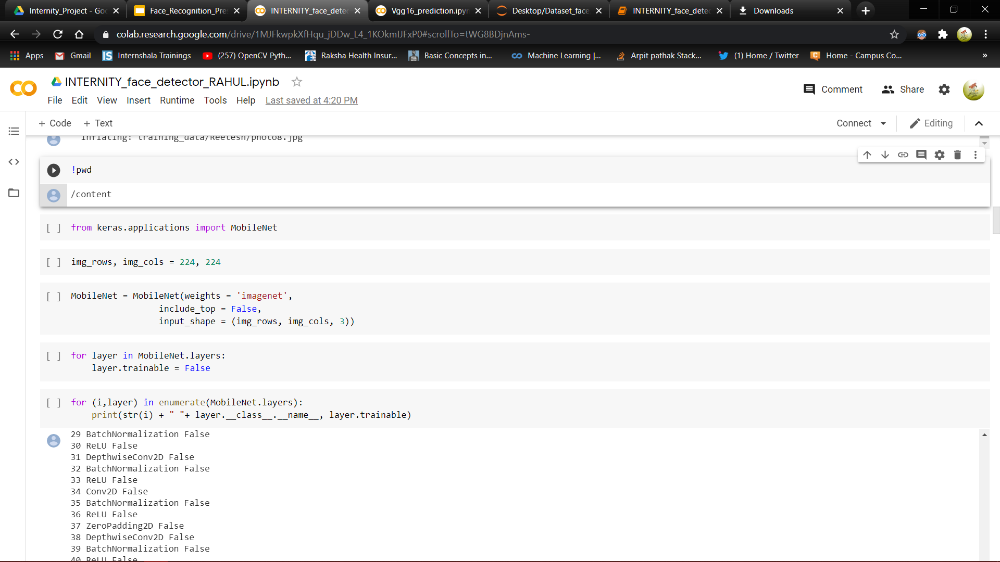 Internity_Project - Goo
Face_Recognition_Pres
INTERNITY_face_detec
Vgg16_prediction.ipyn
Desktop/Dataset_face
INTERNITY_face_detec
Downloads
colab.research.google.com/drive/1MJFkwpkXfHqu_jDDw_L4_1KOkmIJFxP0#scrollTo=tWG8BDjnAms-
Apps
Gmail
IS Internshala Trainings
(257) OpenCV Pyth...
Raksha Health Insur...
Basic Concepts in...
Machine Learning |...
Arpit pathak Stack...
(1) Home / Twitter
Home - Campus Co...
»
INTERNITY_face_detector_RAHUL.ipynb
Comment
Share
File Edit View Insert Runtime Tools Help Last saved at 4:20 PM
+ Code + Text
Connect
Editing
inflating: training_data/Reetesh/photo8.jpg
!pwd
/content
[ ] from keras.applications import MobileNet
[ ] img_rows, img_cols = 224, 224
[ ] MobileNet = MobileNet(weights = 'imagenet',
include_top = False,
input_shape = (img_rows, img_cols, 3))
[ ] for layer in MobileNet.layers:
layer.trainable = False
[ ] for (i,layer) in enumerate(MobileNet.layers):
print(str(i) + " "+ layer.__class__.__name__, layer.trainable)
29 BatchNormalization False
30 ReLU False
31 DepthwiseConv2D False
32 BatchNormalization False
33 ReLU False
34 Conv2D False
35 BatchNormalization False
36 ReLU False
37 ZeroPadding2D False
38 DepthwiseConv2D False
39 BatchNormalization False
40 ReLU False